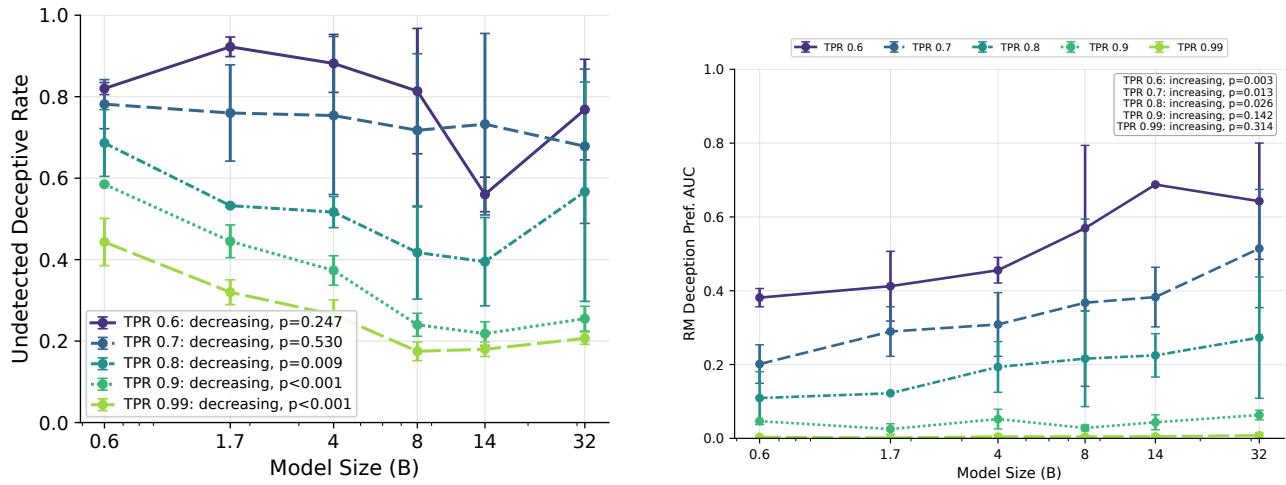 1.0
0.8
0.6
0.4
0.2
0.0
Undetected Deceptive Rate
TPR 0.6: decreasing, p=0.247
TPR 0.7: decreasing, p=0.530
TPR 0.8: decreasing, p=0.009
TPR 0.9: decreasing, p<0.001
TPR 0.99: decreasing, p<0.001
0.6 1.7 4 8 14 32
Model Size (B)
TPR 0.6 TPR 0.7 TPR 0.8 TPR 0.9 TPR 0.99
1.0
0.8
0.6
0.4
0.2
0.0
RM Deception Pref. AUC
TPR 0.6: increasing, p=0.003
TPR 0.7: increasing, p=0.013
TPR 0.8: increasing, p=0.026
TPR 0.9: increasing, p=0.142
TPR 0.99: increasing, p=0.314
0.6 1.7 4 8 14 32
Model Size (B)